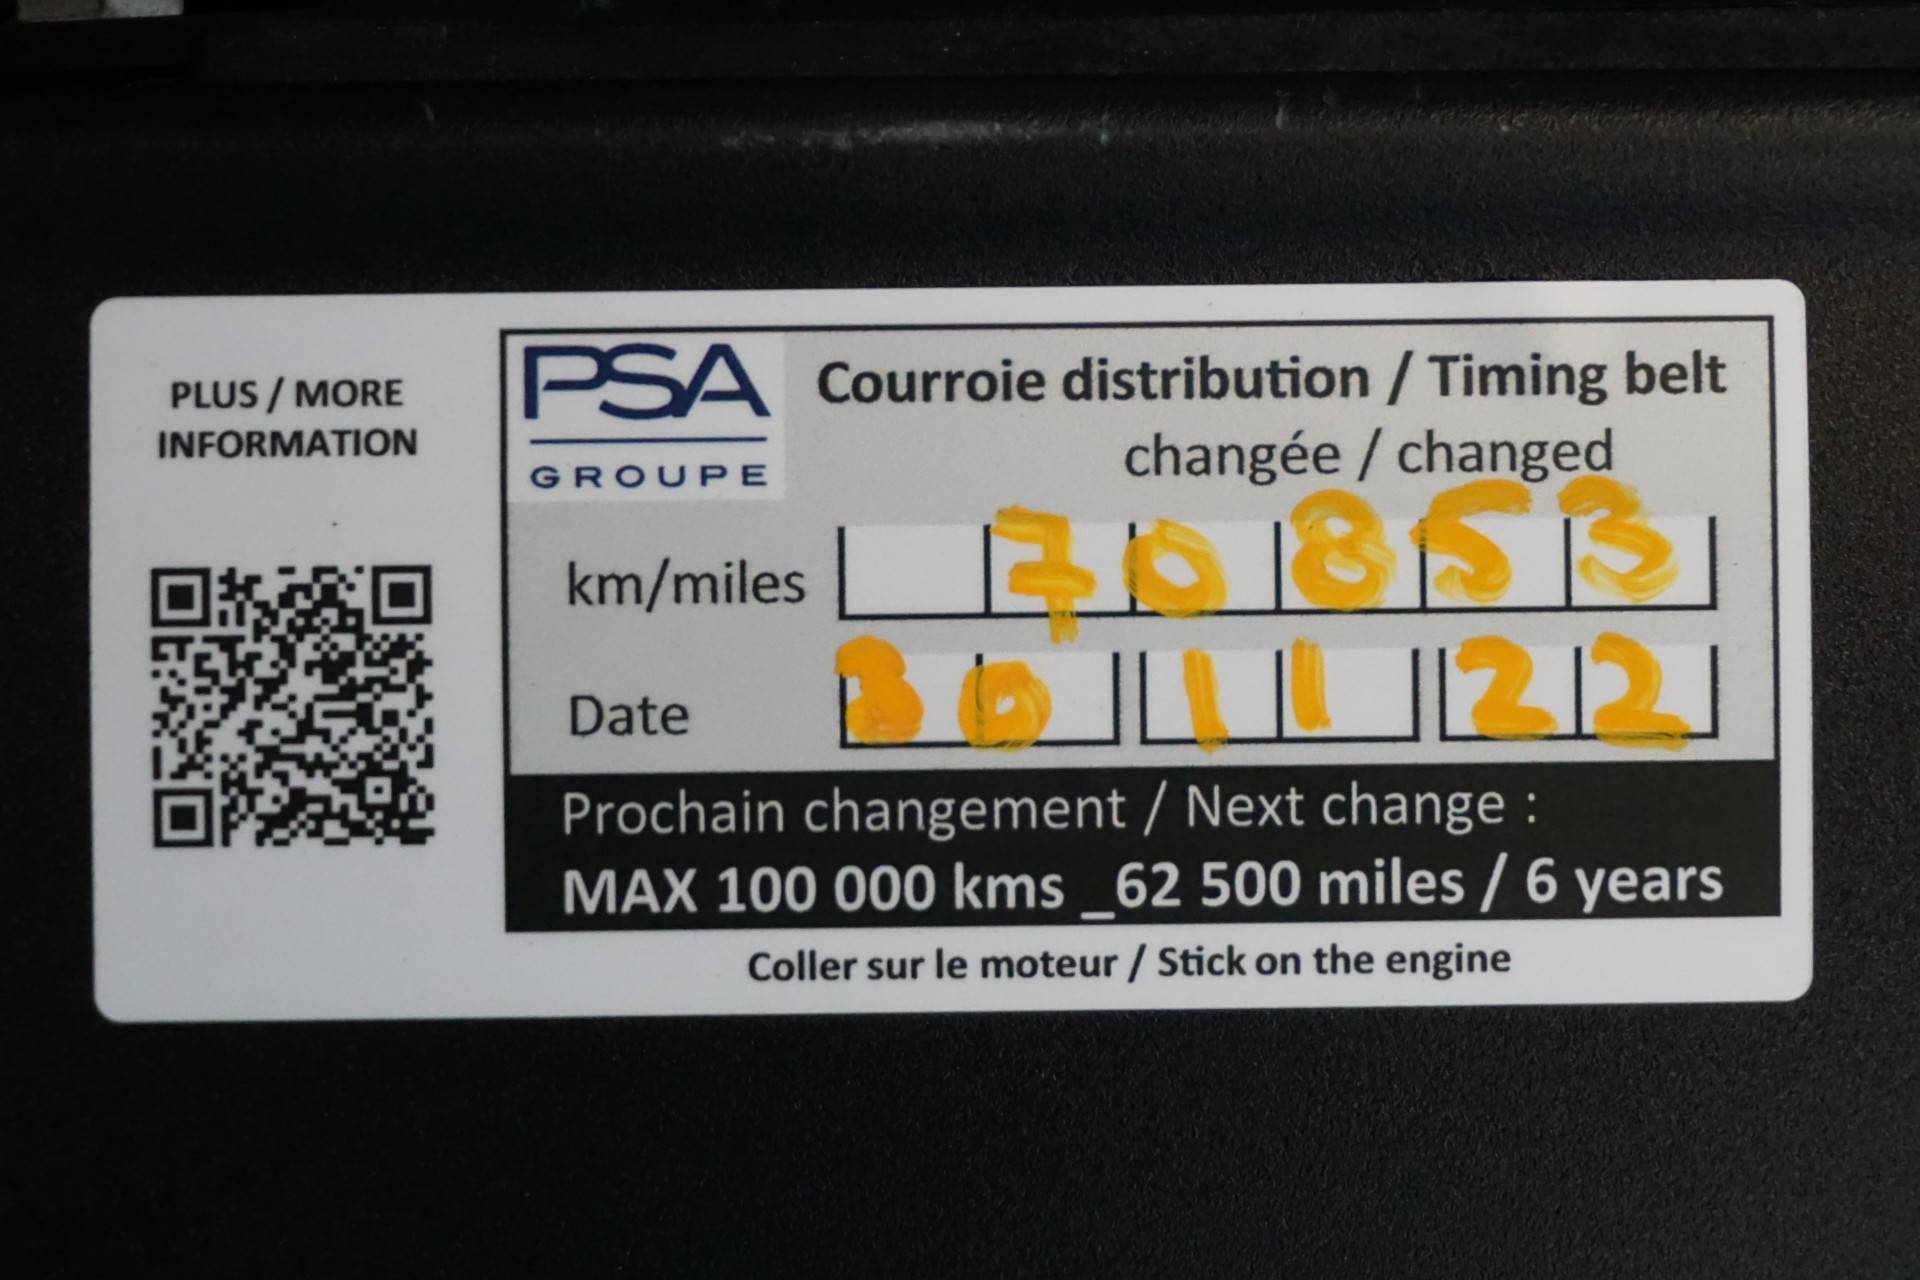 PLUS / MORE
INFORMATION
PSA
GROUPE
Courroie distribution / Timing belt
changée / changed
km/miles 70853
Date 30 11 22
Prochain changement / Next change :
MAX 100 000 kms _62 500 miles / 6 years
Coller sur le moteur / Stick on the engine